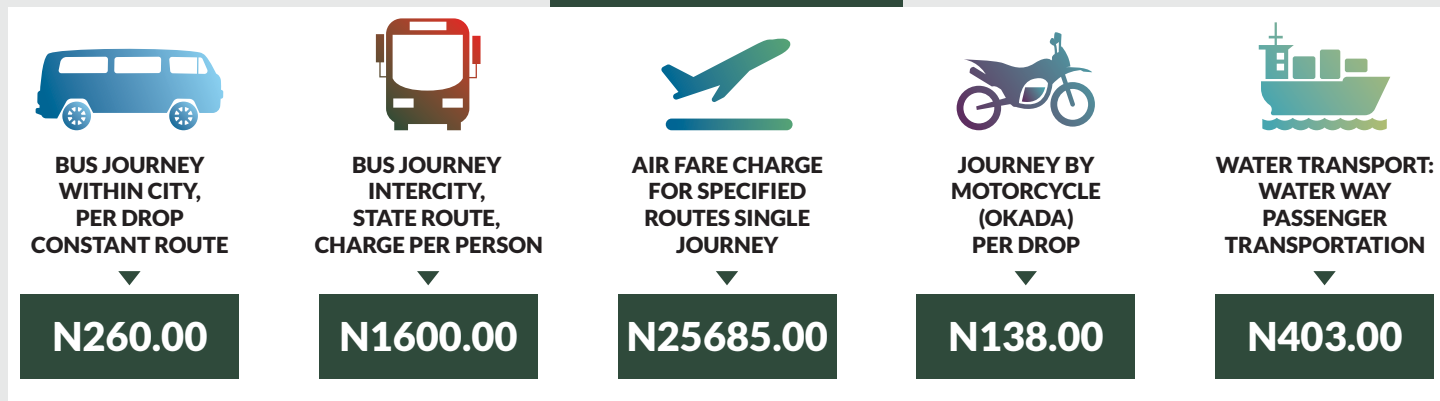 BUS JOURNEY
WITHIN CITY,
PER DROP
CONSTANT ROUTE
N260.00
BUS JOURNEY
INTERCITY,
STATE ROUTE,
CHARGE PER PERSON
N1600.00
AIR FARE CHARGE
FOR SPECIFIED
ROUTES SINGLE
JOURNEY
N25685.00
JOURNEY BY
MOTORCYCLE
(OKADA)
PER DROP
N138.00
WATER TRANSPORT:
WATER WAY
PASSENGER
TRANSPORTATION
N403.00